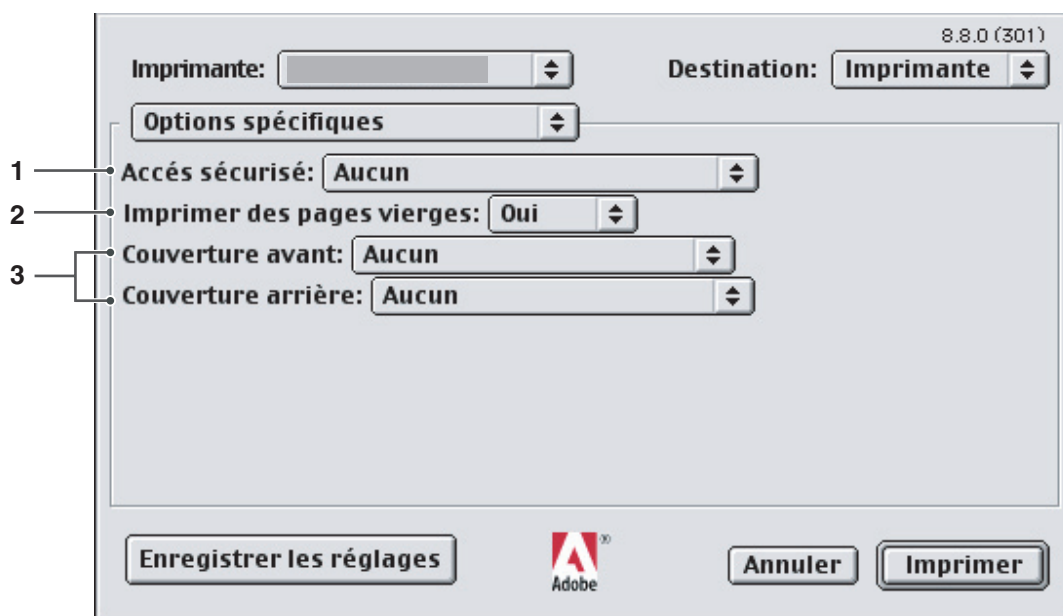 8.8.0 (301)
Imprimante: Destination: Imprimante
Options spécifiques
1 Accés sécurisé: Aucun
2 Imprimer des pages vierges: Oui
3 Couverture avant: Aucun
Couverture arrière: Aucun
Enregistrer les réglages Adobe® Annuler Imprimer